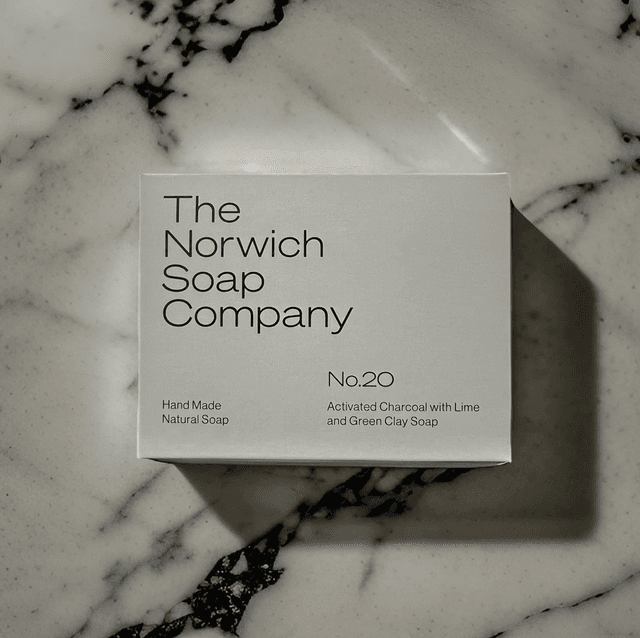 The
Norwich
Soap
Company
No.20
Hand Made
Natural Soap
Activated Charcoal with Lime
and Green Clay Soap